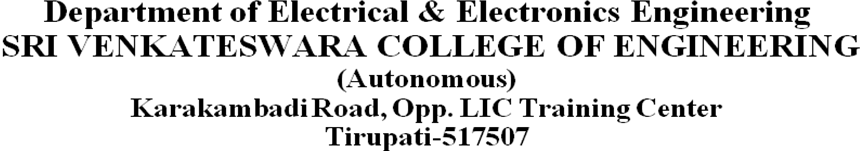 Department of Electrical & Electronics Engineering
SRI VENKATESWARA COLLEGE OF ENGINEERING
(Autonomous)
Karakambadi Road, Opp. LIC Training Center
Tirupati-517507